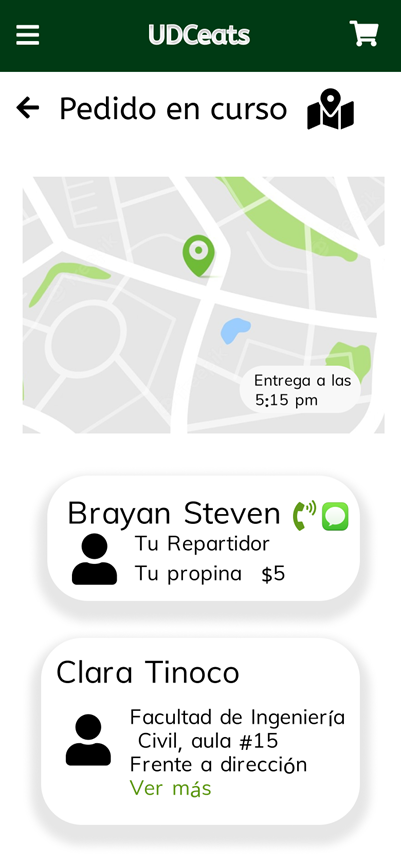 UDCeats
Pedido en curso
Entrega a las
5:15 pm
Brayan Steven
Tu Repartidor
Tu propina $5
Clara Tinoco
Facultad de Ingeniería
Civil, aula #15
Frente a dirección
Ver más